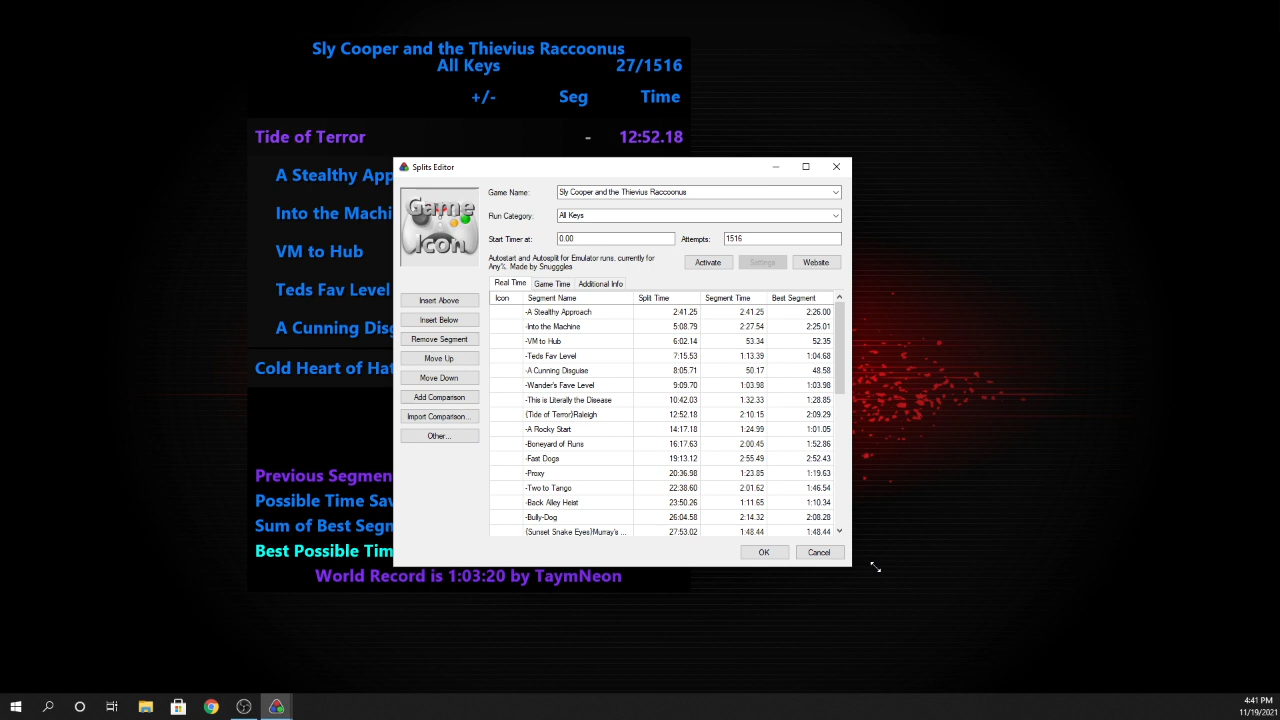 Sly Cooper and the Thievius Raccoonus
All Keys 27/1516
+/- Seg Time
Tide of Terror - 12:52.18
A Stealthy App
Into the Machi
VM to Hub
Teds Fav Level
A Cunning Disg
Cold Heart of Hat
Previous Segmen
Possible Time Sav
Sum of Best Segm
Best Possible Tim
World Record is 1:03:20 by TaymNeon
Splits Editor
Game Icon
Game Name: Sly Cooper and the Thievius Raccoonus
Run Category: All Keys
Start Timer at: 0.00 Attempts: 1516
Autostart and Autosplit for Emulator runs, currently for
Any%. Made by Snugggles
Activate Settings Website
Real Time Game Time Additional Info
Insert Above
Insert Below
Remove Segment
Move Up
Move Down
Add Comparison
Import Comparison...
Other...
Icon Segment Name Split Time Segment Time Best Segment
-A Stealthy Approach 2:41.25 2:41.25 2:26.00
-Into the Machine 5:08.79 2:27.54 2:25.01
-VM to Hub 6:02.14 53.34 52.35
-Teds Fav Level 7:15.53 1:13.39 1:04.68
-A Cunning Disguise 8:05.71 50.17 48.58
-Wander's Fave Level 9:09.70 1:03.98 1:03.98
-This is Literally the Disease 10:42.03 1:32.33 1:28.85
{Tide of Terror}Raleigh 12:52.18 2:10.15 2:09.29
-A Rocky Start 14:17.18 1:24.99 1:01.05
-Boneyard of Runs 16:17.63 2:00.45 1:52.86
-Fast Dogs 19:13.12 2:55.49 2:52.43
-Proxy 20:36.98 1:23.85 1:19.63
-Two to Tango 22:38.60 2:01.62 1:46.54
-Back Alley Heist 23:50.26 1:11.65 1:10.34
-Bully-Dog 26:04.58 2:14.32 2:08.28
{Sunset Snake Eyes}Murray's ... 27:53.02 1:48.44 1:48.44
OK Cancel
4:41 PM
11/19/2021